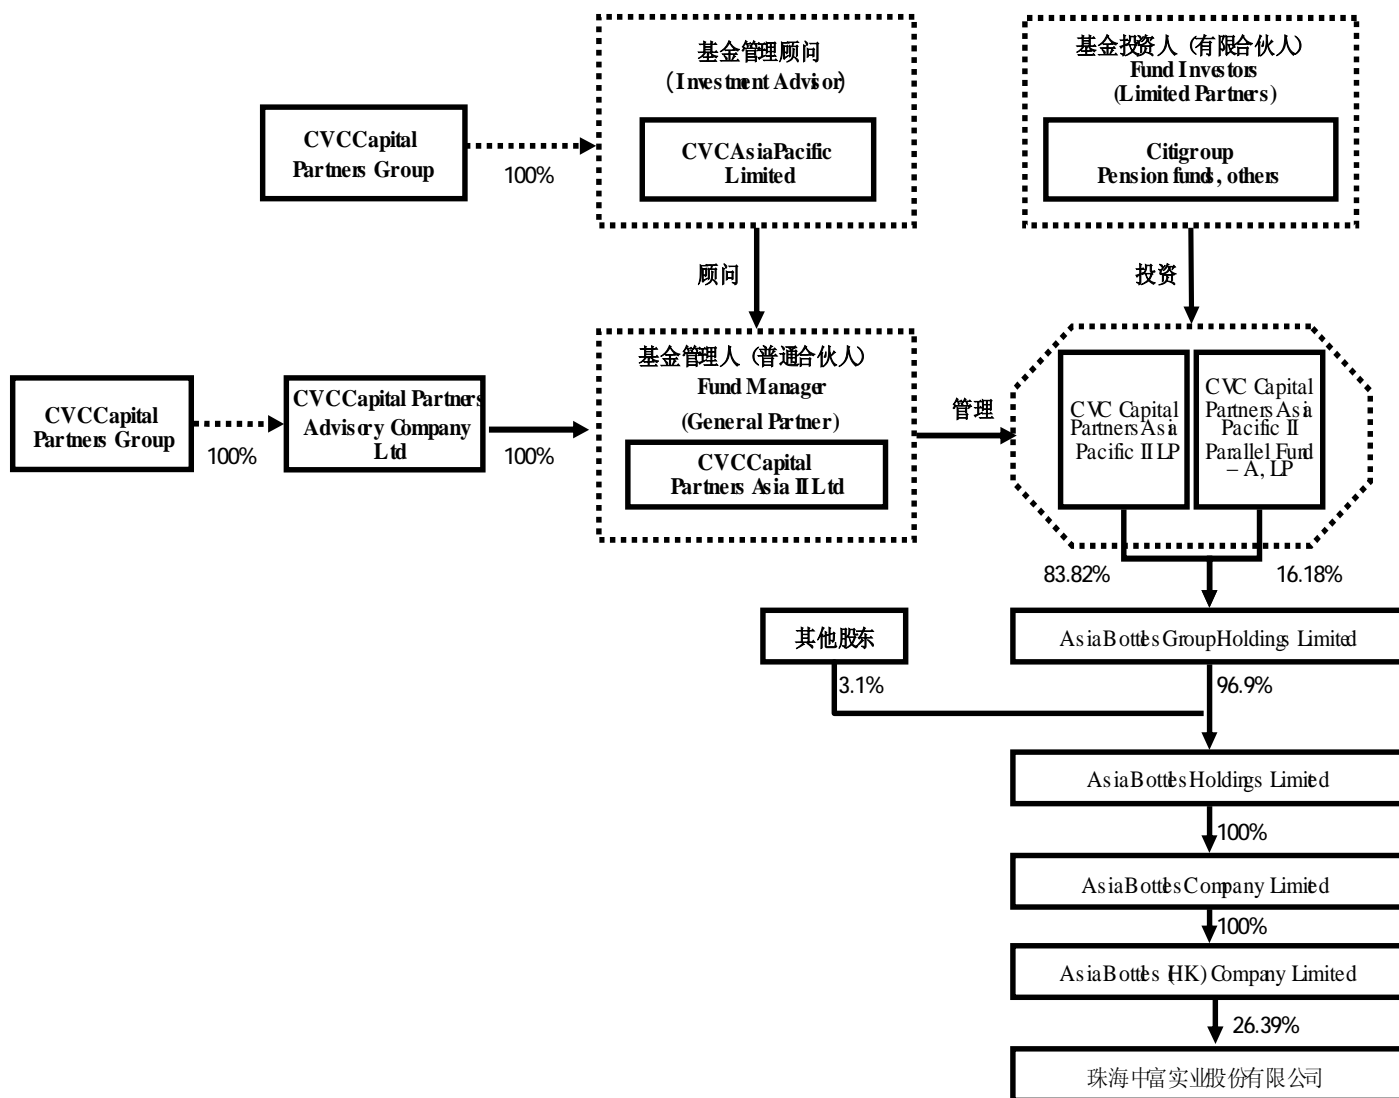 基金管理顾问
(Investment Advisor)
CVC Asia Pacific
Limited
基金投资人（有限合伙人）
Fund Investors
(Limited Partners)
Citigroup
Pension funds, others
CVC Capital
Partners Group
100%
顾问
投资
CVC Capital
Partners Group
100%
CVC Capital Partners
Advisory Company
Ltd
100%
基金管理人（普通合伙人）
Fund Manager
(General Partner)
CVC Capital
Partners Asia II Ltd
管理
CVC Capital
Partners Asia
Pacific II LP
CVC Capital
Partners Asia
Pacific II
Parallel Fund
– A, LP
83.82%
16.18%
其他股东
3.1%
Asia Bottles Group Holdings Limited
96.9%
Asia Bottles Holdings Limited
100%
Asia Bottles Company Limited
100%
Asia Bottles (HK) Company Limited
26.39%
珠海中富实业股份有限公司